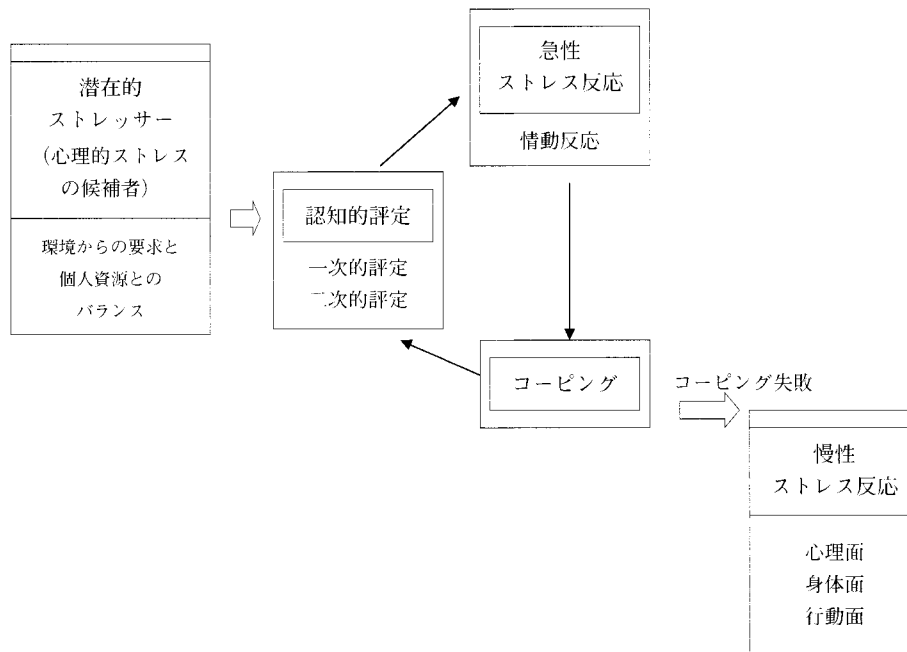 潜在的
ストレッサー
（心理的ストレス
の候補者）
環境からの要求と
個人資源との
バランス
認知的評定
一次的評定
二次的評定
急性
ストレス反応
情動反応
コーピング
コーピング失敗
慢性
ストレス反応
心理面
身体面
行動面